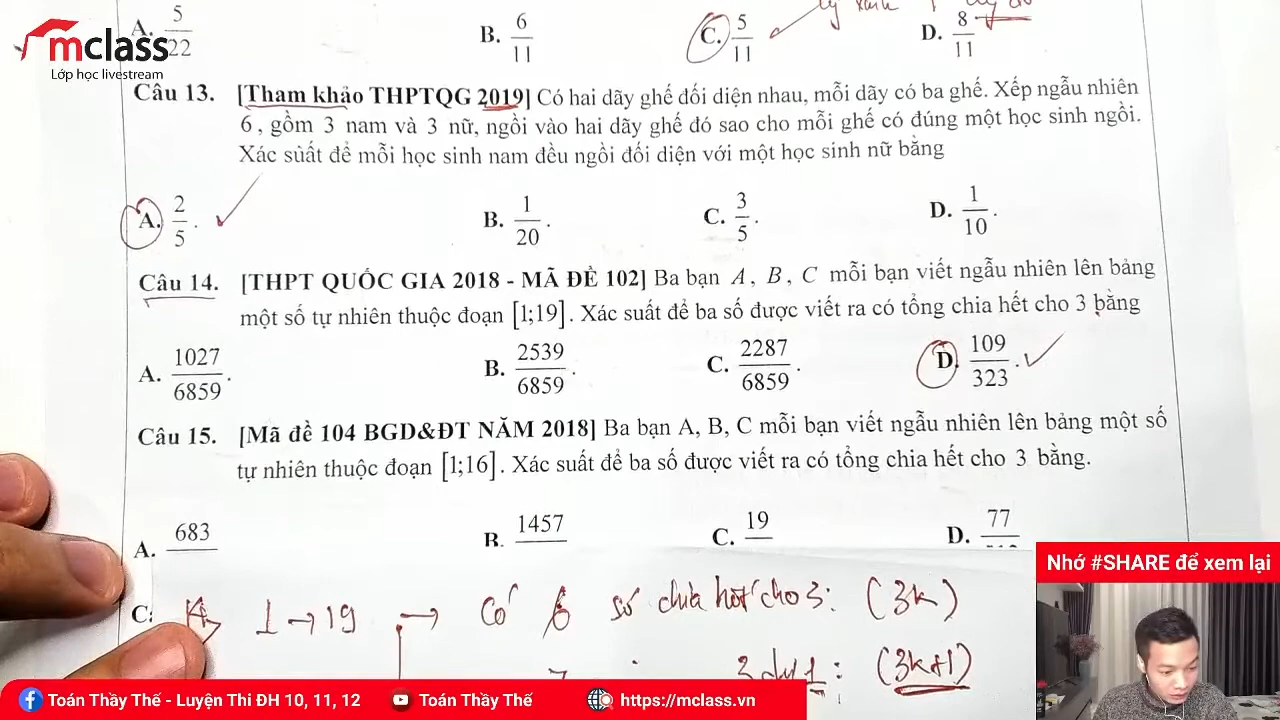 A. 5/22 B. 6/11 C. 5/11 D. 8/11
mclass
Lớp học livestream
Câu 13. [Tham khảo THPTQG 2019] Có hai dãy ghế đối diện nhau, mỗi dãy có ba ghế. Xếp ngẫu nhiên
6, gồm 3 nam và 3 nữ, ngồi vào hai dãy ghế đó sao cho mỗi ghế có đúng một học sinh ngồi.
Xác suất để mỗi học sinh nam đều ngồi đối diện với một học sinh nữ bằng
A. 2/5. B. 1/20. C. 3/5. D. 1/10.
Câu 14. [THPT QUỐC GIA 2018 - MÃ ĐỀ 102] Ba bạn A, B, C mỗi bạn viết ngẫu nhiên lên bảng
một số tự nhiên thuộc đoạn [1;19]. Xác suất để ba số được viết ra có tổng chia hết cho 3 bằng
A. 1027/6859. B. 2539/6859. C. 2287/6859. D. 109/323.
Câu 15. [Mã đề 104 BGD&ĐT NĂM 2018] Ba bạn A, B, C mỗi bạn viết ngẫu nhiên lên bảng một số
tự nhiên thuộc đoạn [1;16]. Xác suất để ba số được viết ra có tổng chia hết cho 3 bằng.
A. 683 B. 1457 C. 19 D. 77
Nhớ #SHARE để xem lại
C:
1 → 19 → Có 6 số chia hết cho 3: (3k)
3 dư 1: (3k+1)
Toán Thầy Thế - Luyện Thi ĐH 10, 11, 12 Toán Thầy Thế https://mclass.vn